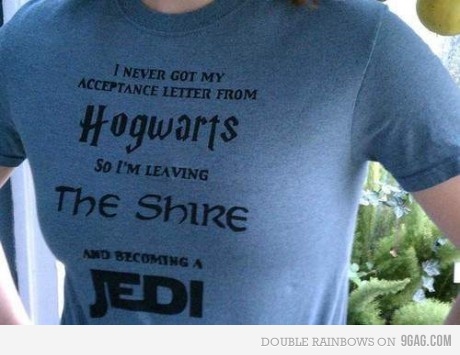 I NEVER GOT MY
ACCEPTANCE LETTER FROM
Hogwarts
SO I'M LEAVING
THE SHIRE
AND BECOMING A
JEDI
DOUBLE RAINBOWS ON 9GAG.COM